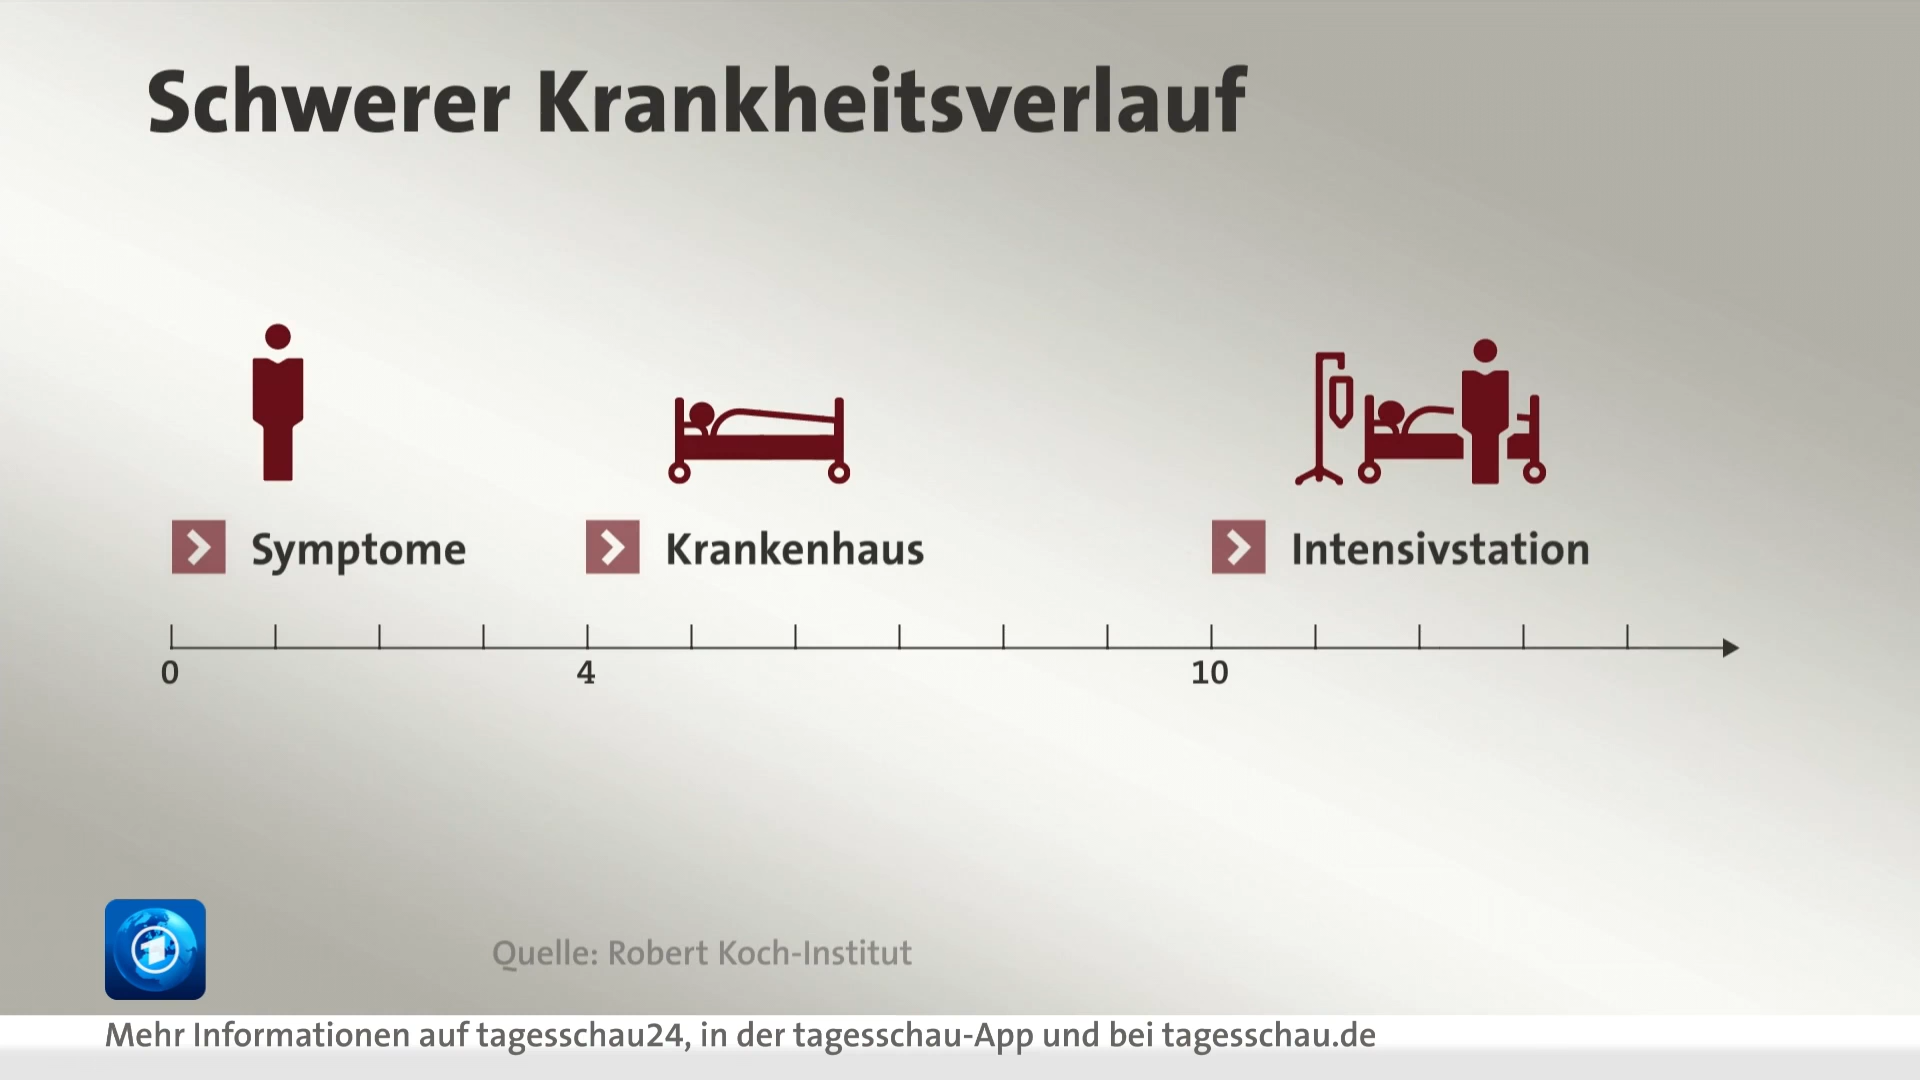 Schwerer Krankheitsverlauf
Symptome
Krankenhaus
Intensivstation
0
4
10
1
Quelle: Robert Koch-Institut
Mehr Informationen auf tagesschau24, in der tagesschau-App und bei tagesschau.de